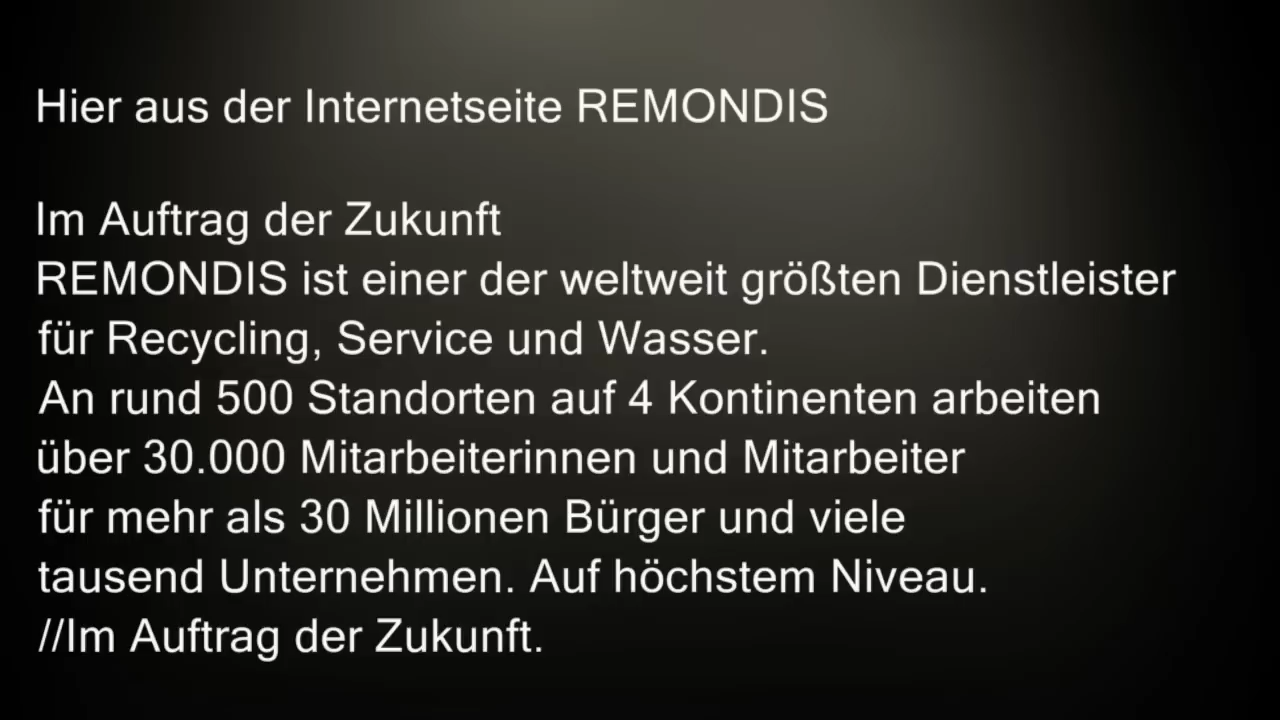 Hier aus der Internetseite REMONDIS
Im Auftrag der Zukunft
REMONDIS ist einer der weltweit größten Dienstleister
für Recycling, Service und Wasser.
An rund 500 Standorten auf 4 Kontinenten arbeiten
über 30.000 Mitarbeiterinnen und Mitarbeiter
für mehr als 30 Millionen Bürger und viele
tausend Unternehmen. Auf höchstem Niveau.
//Im Auftrag der Zukunft.